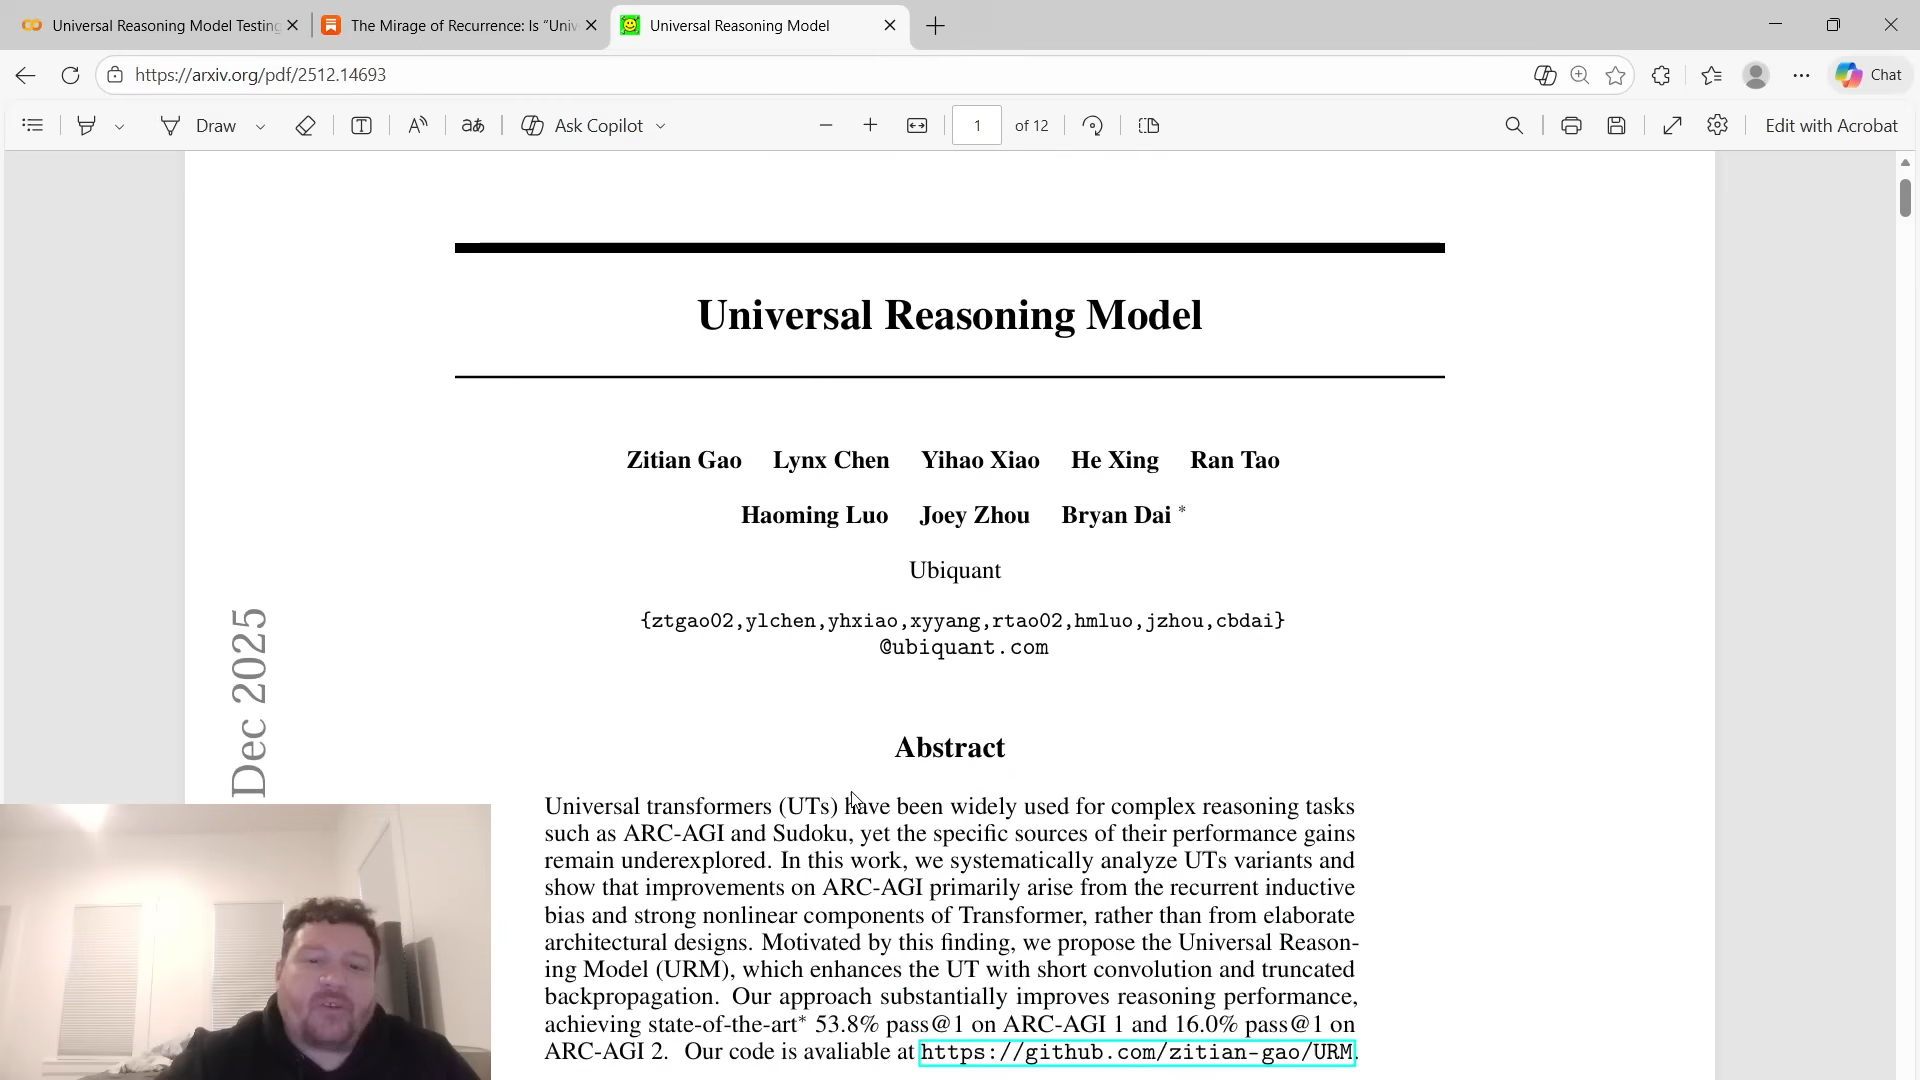 Universal Reasoning Model Testing
The Mirage of Recurrence: Is “Univ
Universal Reasoning Model
https://arxiv.org/pdf/2512.14693
Chat
Draw
aあ
Ask Copilot
1
of 12
Edit with Acrobat
Universal Reasoning Model
Zitian Gao Lynx Chen Yihao Xiao He Xing Ran Tao
Haoming Luo Joey Zhou Bryan Dai *
Ubiquant
{ztgao02,ylchen,yhxiao,xyyang,rtao02,hmluo,jzhou,cbdai}
@ubiquant.com
Dec 2025
Abstract
Universal transformers (UTs) have been widely used for complex reasoning tasks
such as ARC-AGI and Sudoku, yet the specific sources of their performance gains
remain underexplored. In this work, we systematically analyze UTs variants and
show that improvements on ARC-AGI primarily arise from the recurrent inductive
bias and strong nonlinear components of Transformer, rather than from elaborate
architectural designs. Motivated by this finding, we propose the Universal Reason-
ing Model (URM), which enhances the UT with short convolution and truncated
backpropagation. Our approach substantially improves reasoning performance,
achieving state-of-the-art* 53.8% pass@1 on ARC-AGI 1 and 16.0% pass@1 on
ARC-AGI 2. Our code is avaliable at https://github.com/zitian-gao/URM.